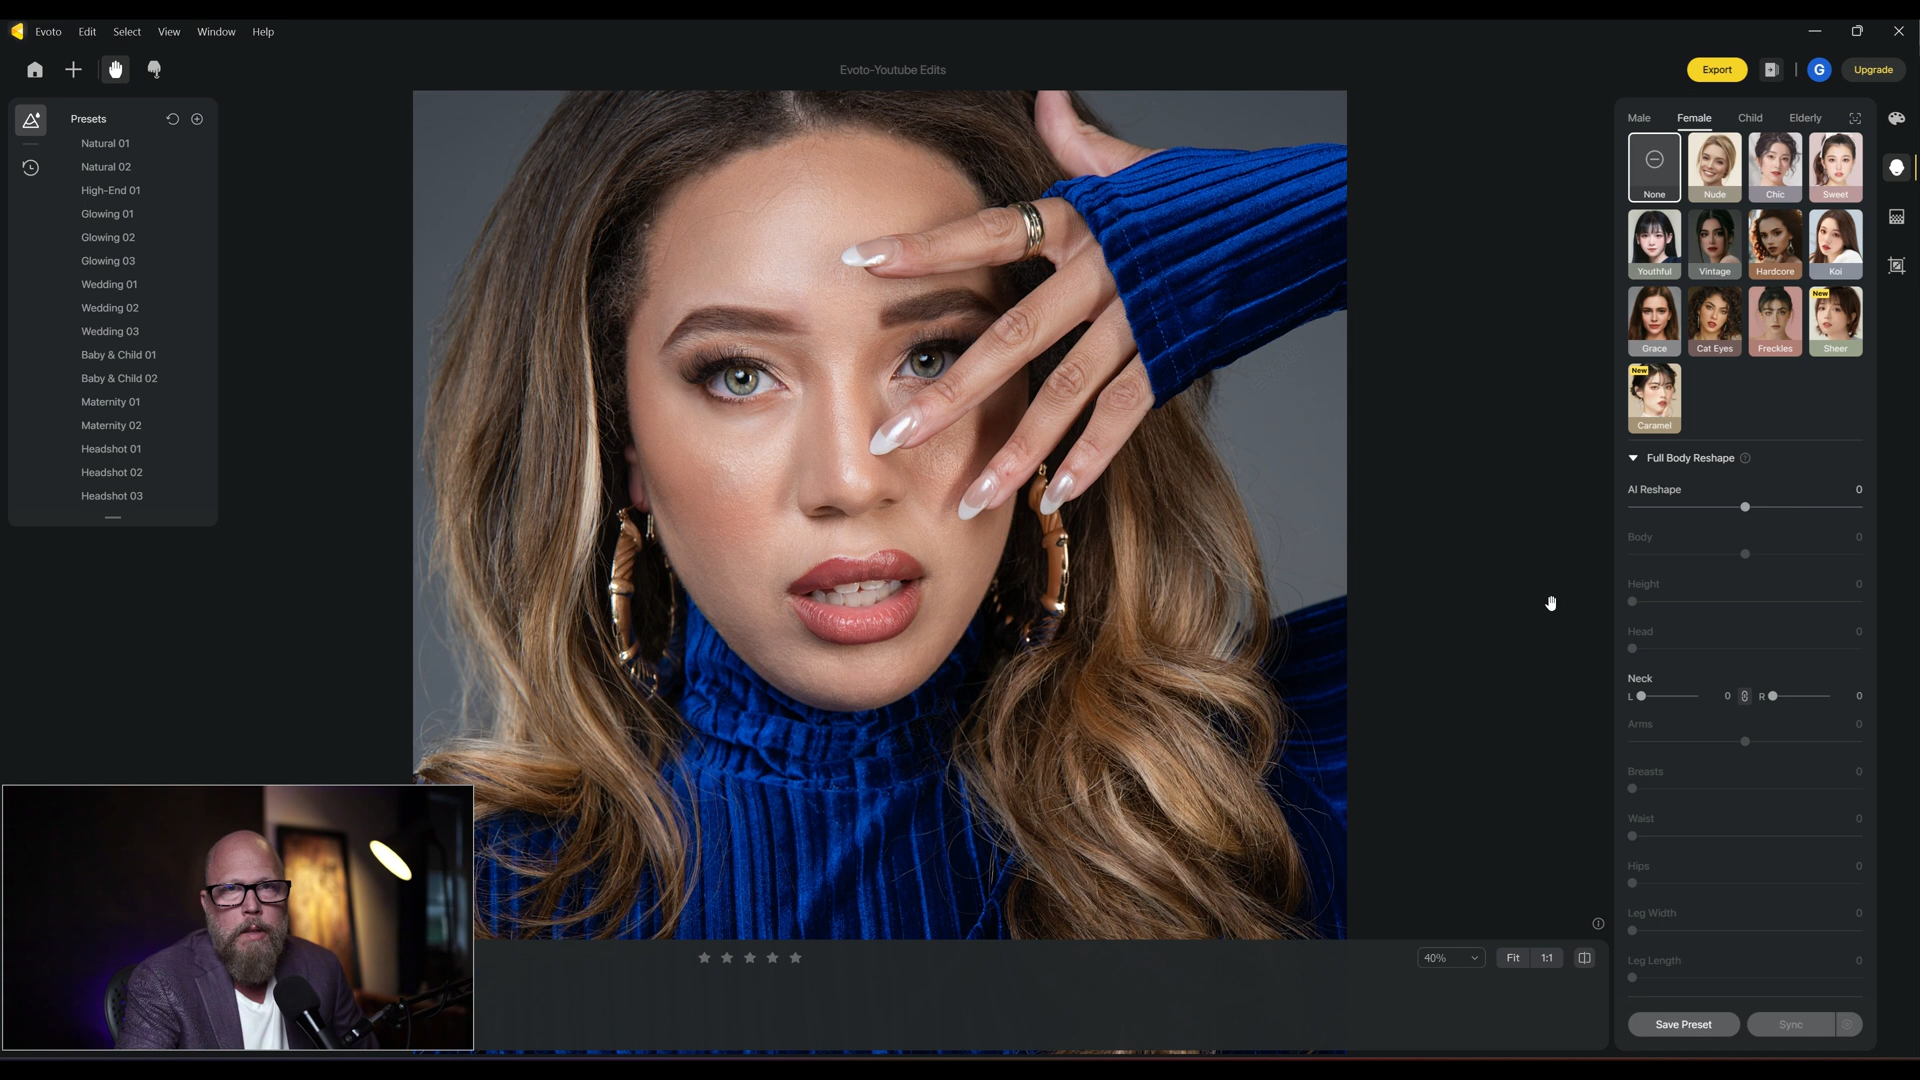 Evoto Edit Select View Window Help
Evoto-Youtube Edits
Export
G
Upgrade
Presets
Natural 01
Natural 02
High-End 01
Glowing 01
Glowing 02
Glowing 03
Wedding 01
Wedding 02
Wedding 03
Baby & Child 01
Baby & Child 02
Maternity 01
Maternity 02
Headshot 01
Headshot 02
Headshot 03
Male Female Child Elderly
None Nude Chic Sweet
Youthful Vintage Hardcore Koi
New
Grace Cat Eyes Freckles Sheer
New
Caramel
Full Body Reshape
AI Reshape 0
Body 0
Height 0
Head 0
Neck
L 0 R 0
Arms 0
Breasts 0
Waist 0
Hips 0
Leg Width 0
Leg Length 0
40% Fit 1:1
Save Preset Sync